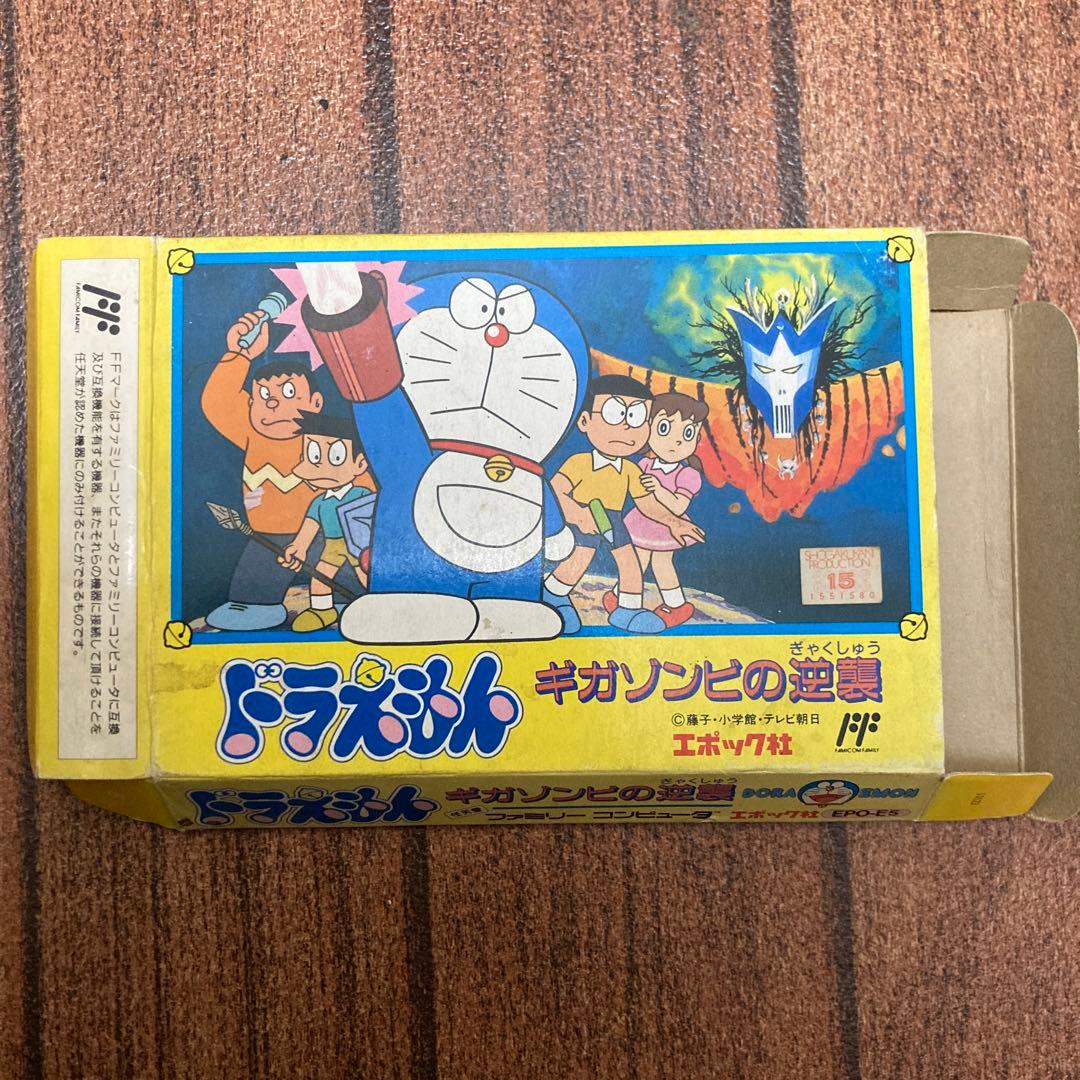 FAMICOM FAMILY
FFマークはファミリーコンピュータとファミリーコンピュータに互換
及び互換機能を有する機器、またそれらの機器に接続して頂けることを
任天堂が認めた機器にのみ付けることができるものです。
SHOGAKUKAN
PRODUCTION
15
1551580
ドラえもん
ぎゃくしゅう
ギガゾンビの逆襲
©藤子・小学館・テレビ朝日
エポック社
FAMICOM FAMILY
ドラえもん
ぎゃくしゅう
ギガゾンビの逆襲
DORAEMON
任天堂
ファミリー コンピュータ
エポック社
EPO-E5